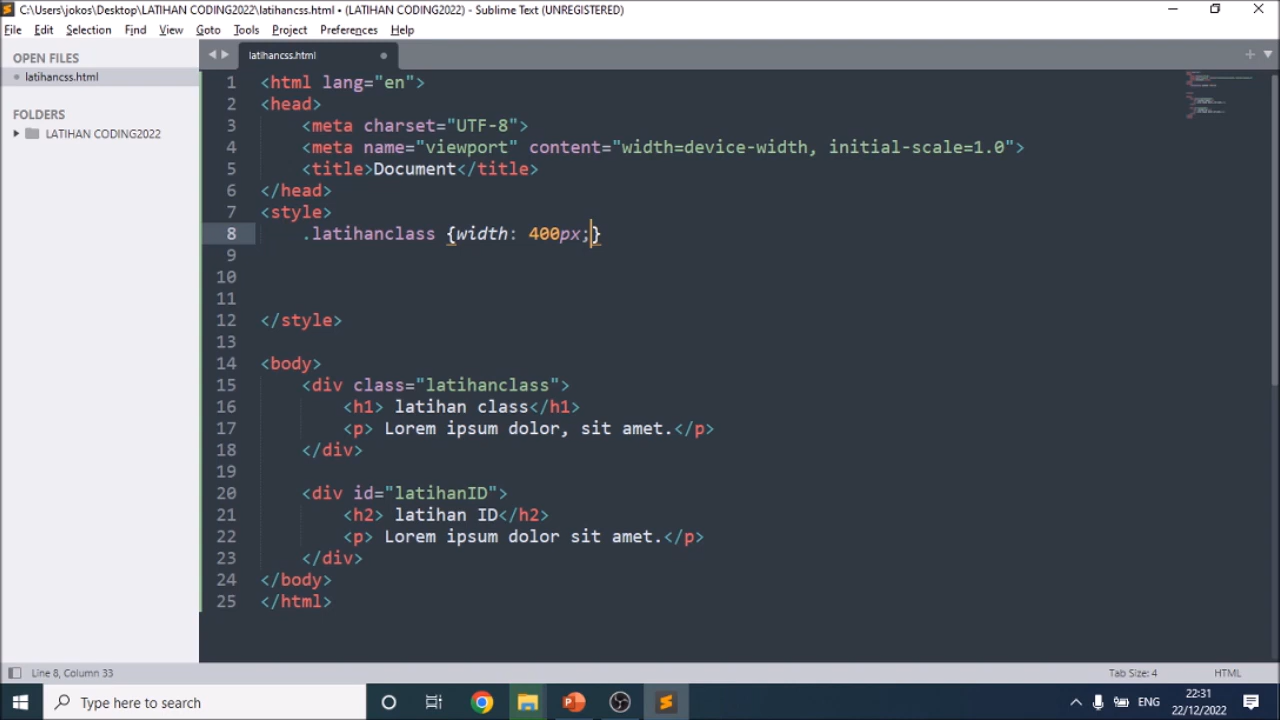 C:\Users\jokos\Desktop\LATIHAN CODING2022\latihancss.html • (LATIHAN CODING2022) - Sublime Text (UNREGISTERED)
File Edit Selection Find View Goto Tools Project Preferences Help
OPEN FILES
latihancss.html
FOLDERS
LATIHAN CODING2022
latihancss.html
1 <html lang="en">
2 <head>
3 <meta charset="UTF-8">
4 <meta name="viewport" content="width=device-width, initial-scale=1.0">
5 <title>Document</title>
6 </head>
7 <style>
8 .latihanclass {width: 400px;}
9
10
11
12 </style>
13
14 <body>
15 <div class="latihanclass">
16 <h1> latihan class</h1>
17 <p> Lorem ipsum dolor, sit amet.</p>
18 </div>
19
20 <div id="latihanID">
21 <h2> latihan ID</h2>
22 <p> Lorem ipsum dolor sit amet.</p>
23 </div>
24 </body>
25 </html>
Line 8, Column 33
Tab Size: 4
HTML
Type here to search
ENG
22:31
22/12/2022